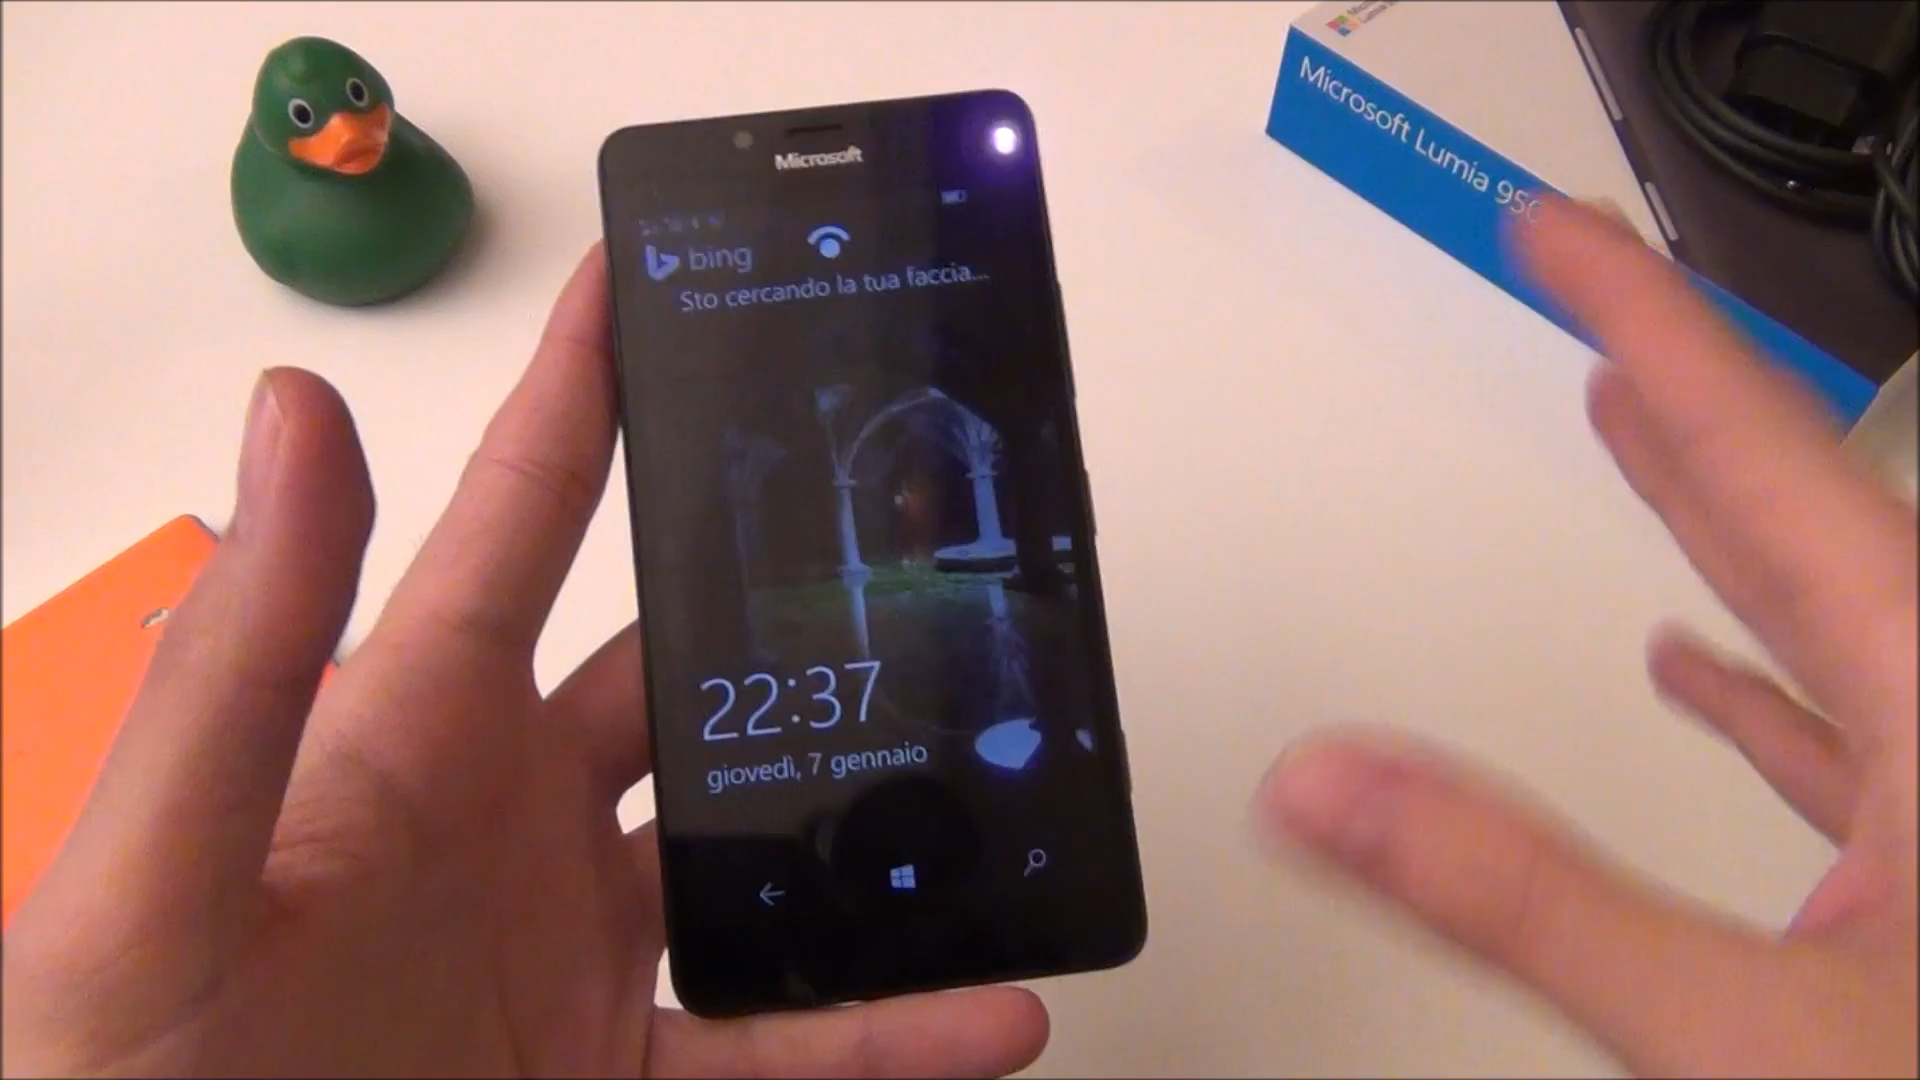 Microsoft
bing
Sto cercando la tua faccia...
22:37
giovedì, 7 gennaio
Microsoft Lumia 950